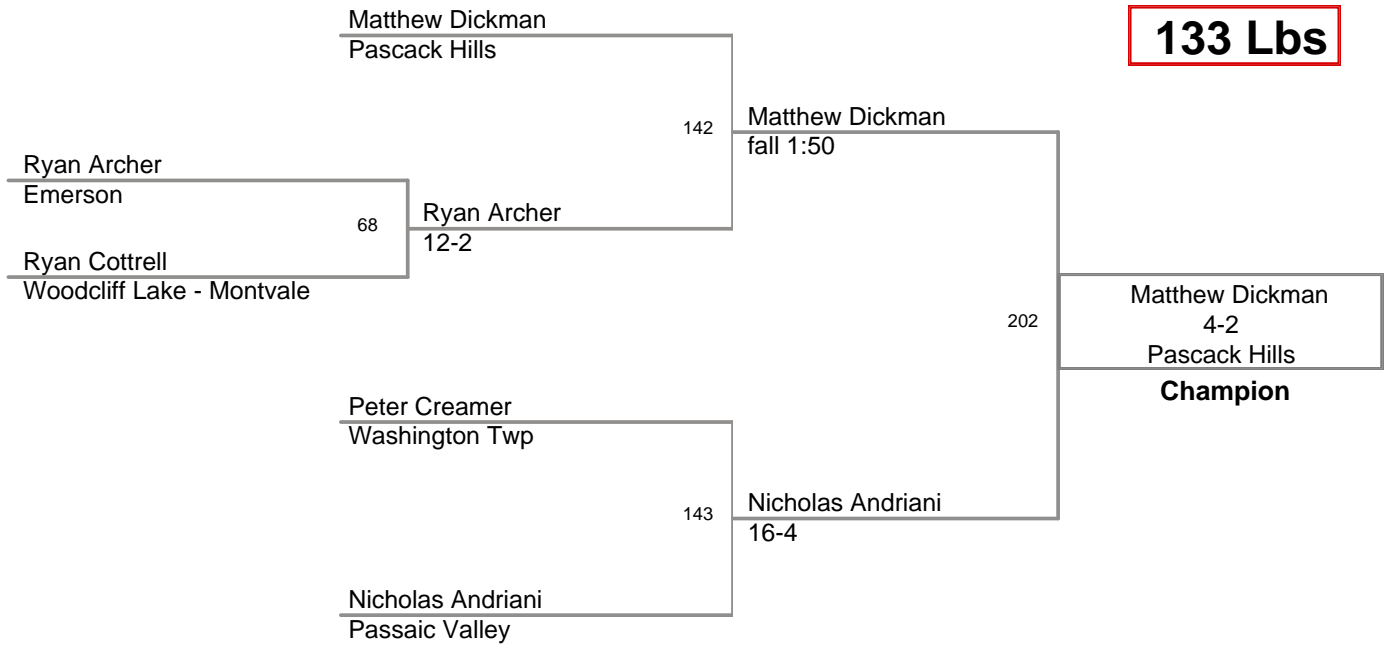 133 Lbs
Matthew Dickman
Pascack Hills
142
Matthew Dickman
fall 1:50
Ryan Archer
Emerson
68
Ryan Archer
12-2
Ryan Cottrell
Woodcliff Lake - Montvale
202
Matthew Dickman
4-2
Pascack Hills
Champion
Peter Creamer
Washington Twp
143
Nicholas Andriani
16-4
Nicholas Andriani
Passaic Valley